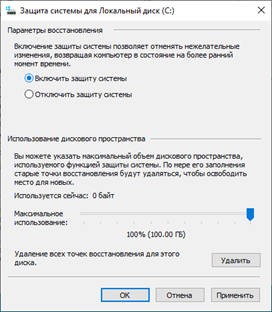 Защита системы для Локальный диск (C:)
Параметры восстановления
Включение защиты системы позволяет отменять нежелательные
изменения, возвращая компьютер в состояние на более ранний
момент времени.
Включить защиту системы
Отключить защиту системы
Использование дискового пространства
Вы можете указать максимальный объем дискового пространства,
используемого функцией защиты системы. По мере его заполнения
старые точки восстановления будут удаляться, чтобы освободить
место для новых.
Используется сейчас: 0 байт
Максимальное
использование:
100% (100.00 ГБ)
Удаление всех точек восстановления для этого
диска.
Удалить
OK Отмена Применить